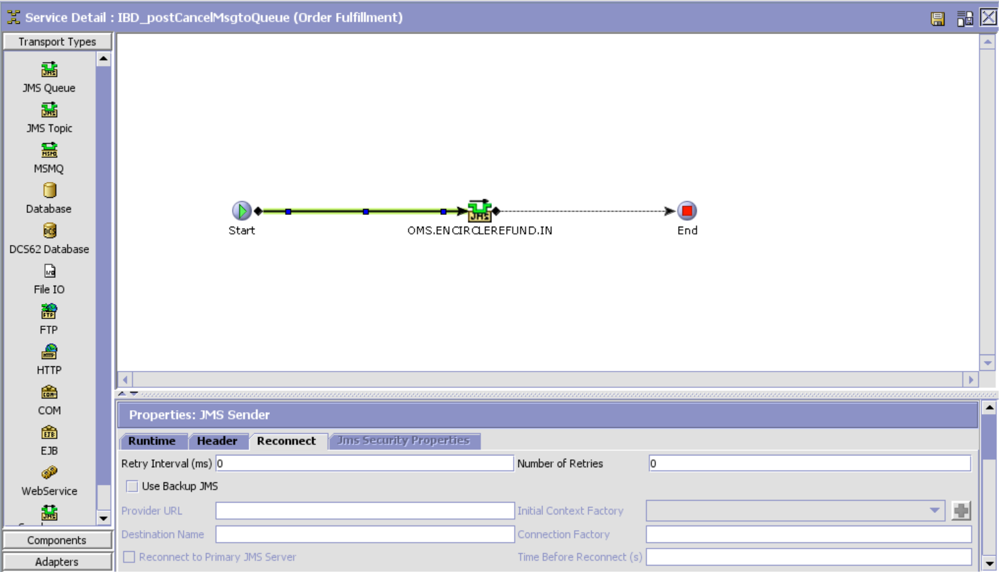 Service Detail : IBD_postCancelMsgtoQueue (Order Fulfillment)
Transport Types
JMS Queue
JMS Topic
MSMQ
Database
DCS62 Database
File IO
FTP
HTTP
COM
EJB
WebService
Components
Adapters
Start
OMS.ENCIRCLEREFUND.IN
End
Properties: JMS Sender
Runtime Header Reconnect Jms Security Properties
Retry Interval (ms) 0 Number of Retries 0
Use Backup JMS
Provider URL Initial Context Factory
Destination Name Connection Factory
Reconnect to Primary JMS Server Time Before Reconnect (s)